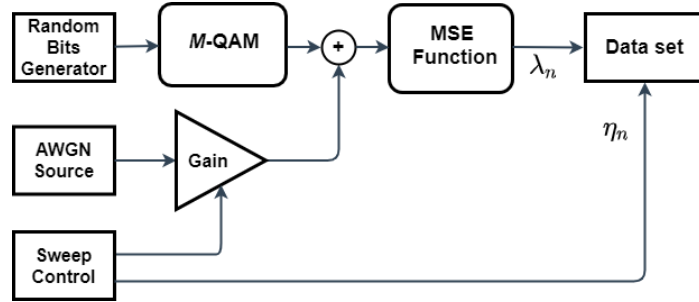 Random
Bits
Generator
M-QAM
+
MSE
Function
λn
Data set
AWGN
Source
Gain
ηn
Sweep
Control